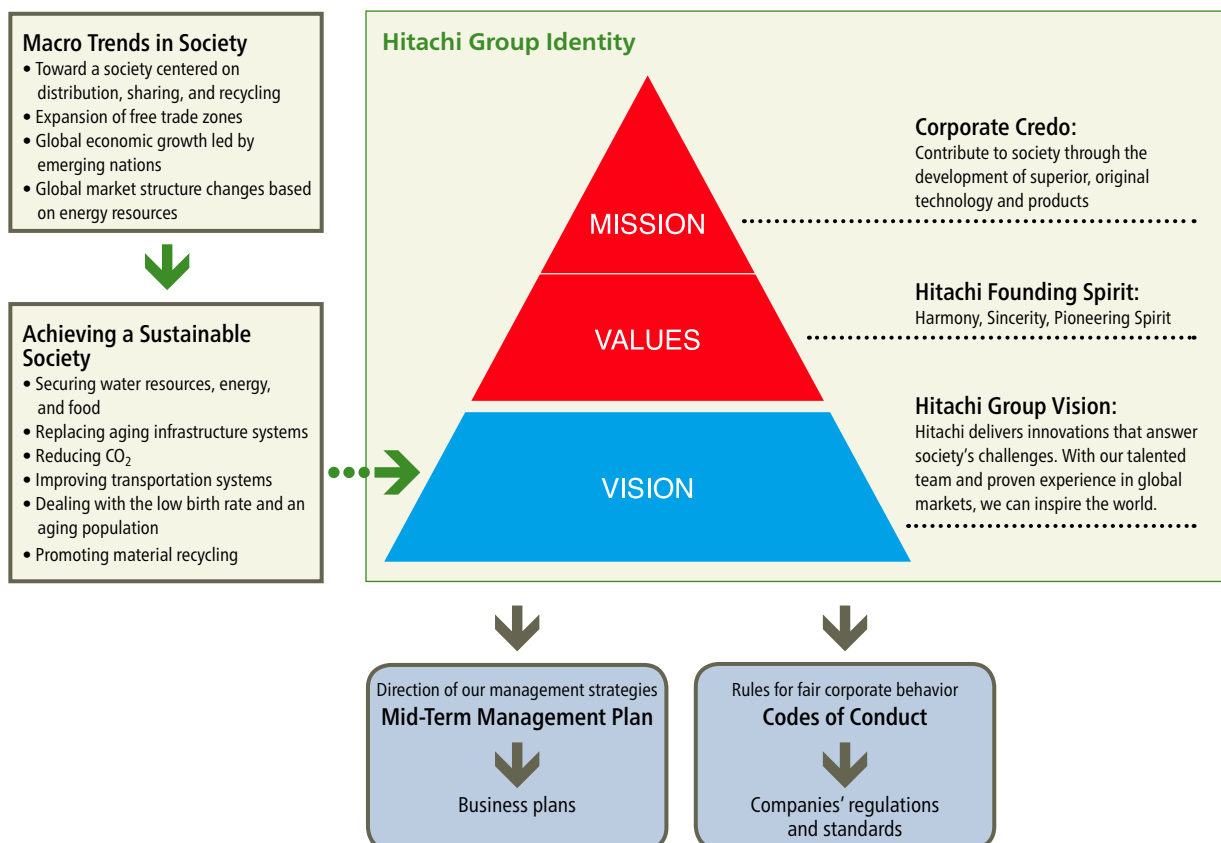 Macro Trends in Society
• Toward a society centered on
distribution, sharing, and recycling
• Expansion of free trade zones
• Global economic growth led by
emerging nations
• Global market structure changes based
on energy resources
Achieving a Sustainable
Society
• Securing water resources, energy,
and food
• Replacing aging infrastructure systems
• Reducing CO₂
• Improving transportation systems
• Dealing with the low birth rate and an
aging population
• Promoting material recycling
Hitachi Group Identity
MISSION
VALUES
VISION
Corporate Credo:
Contribute to society through the
development of superior, original
technology and products
Hitachi Founding Spirit:
Harmony, Sincerity, Pioneering Spirit
Hitachi Group Vision:
Hitachi delivers innovations that answer
society's challenges. With our talented
team and proven experience in global
markets, we can inspire the world.
Direction of our management strategies
Mid-Term Management Plan
Business plans
Rules for fair corporate behavior
Codes of Conduct
Companies' regulations
and standards